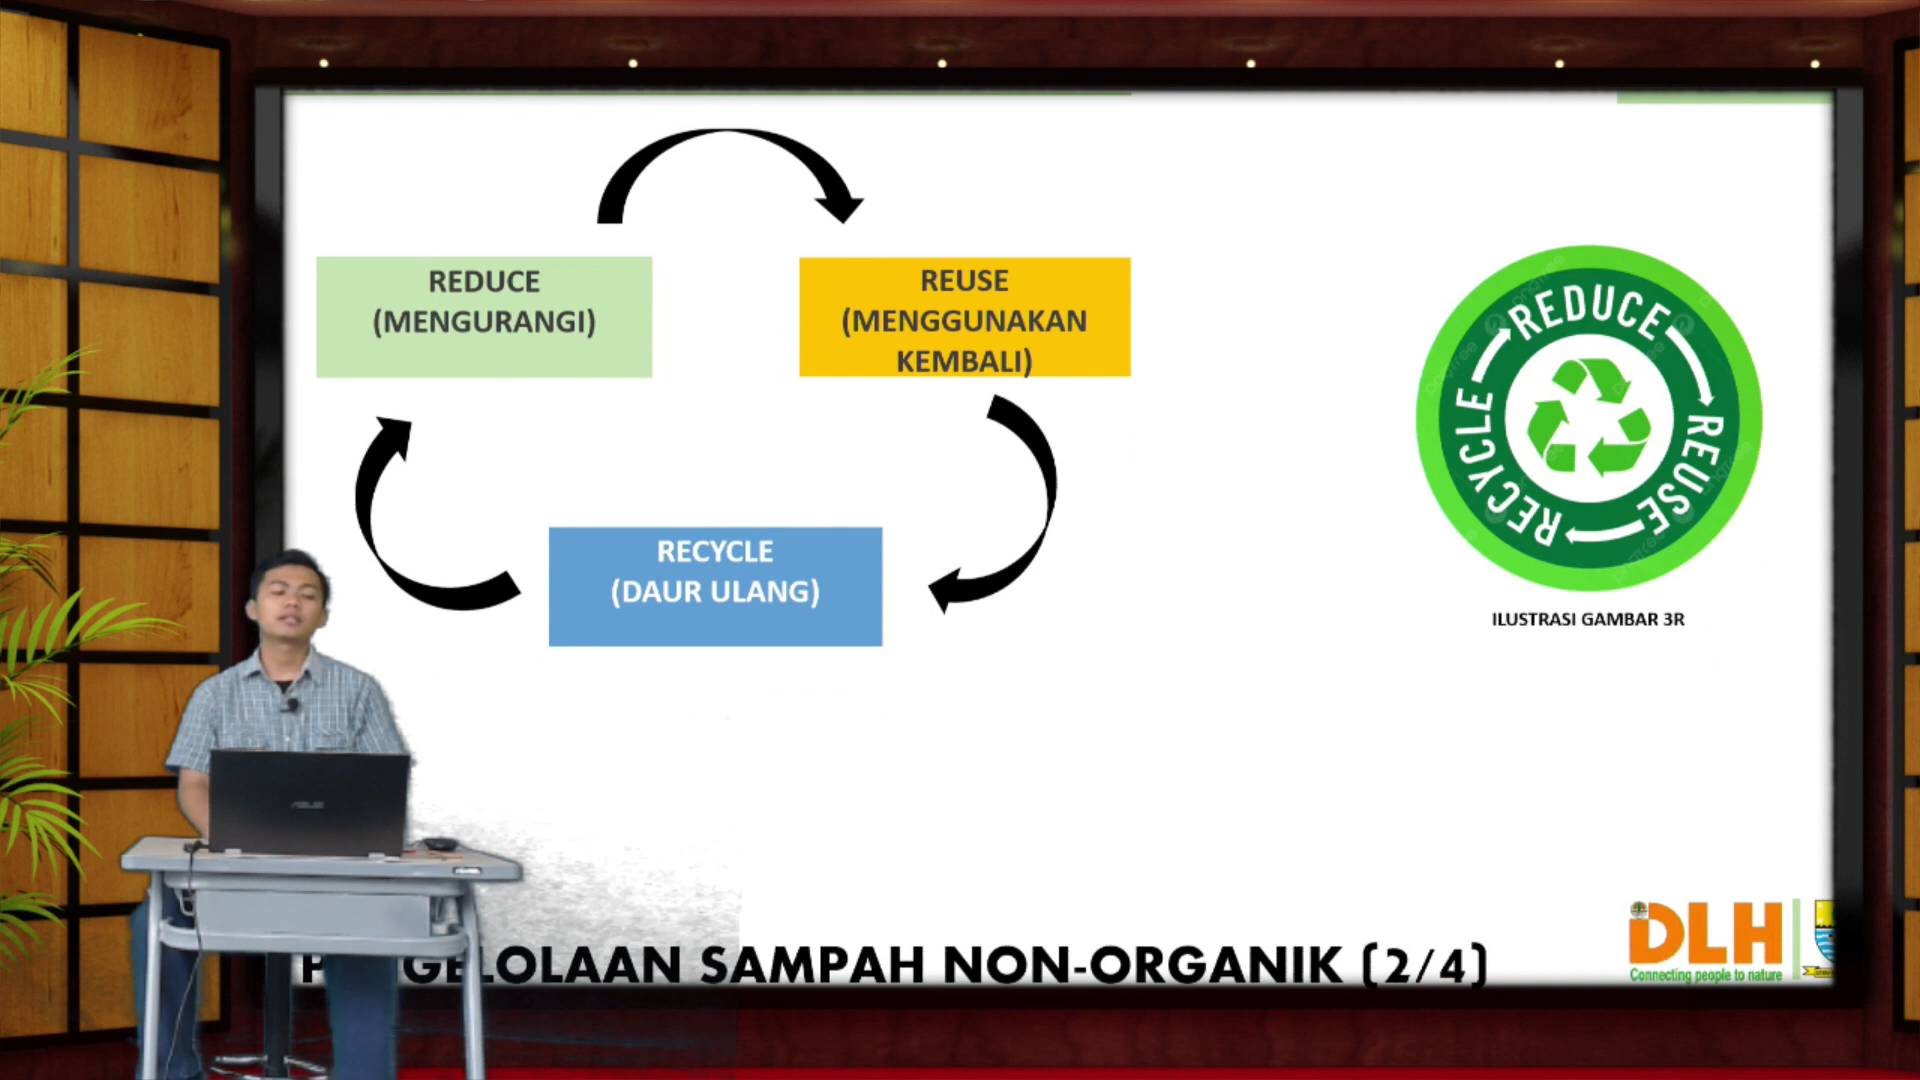 REDUCE
(MENGURANGI)
REUSE
(MENGGUNAKAN
KEMBALI)
RECYCLE
(DAUR ULANG)
REDUCE
REUSE
RECYCLE
ILUSTRASI GAMBAR 3R
ASUS
PENGELOLAAN SAMPAH NON-ORGANIK (2/4)
DLH
Connecting people to nature